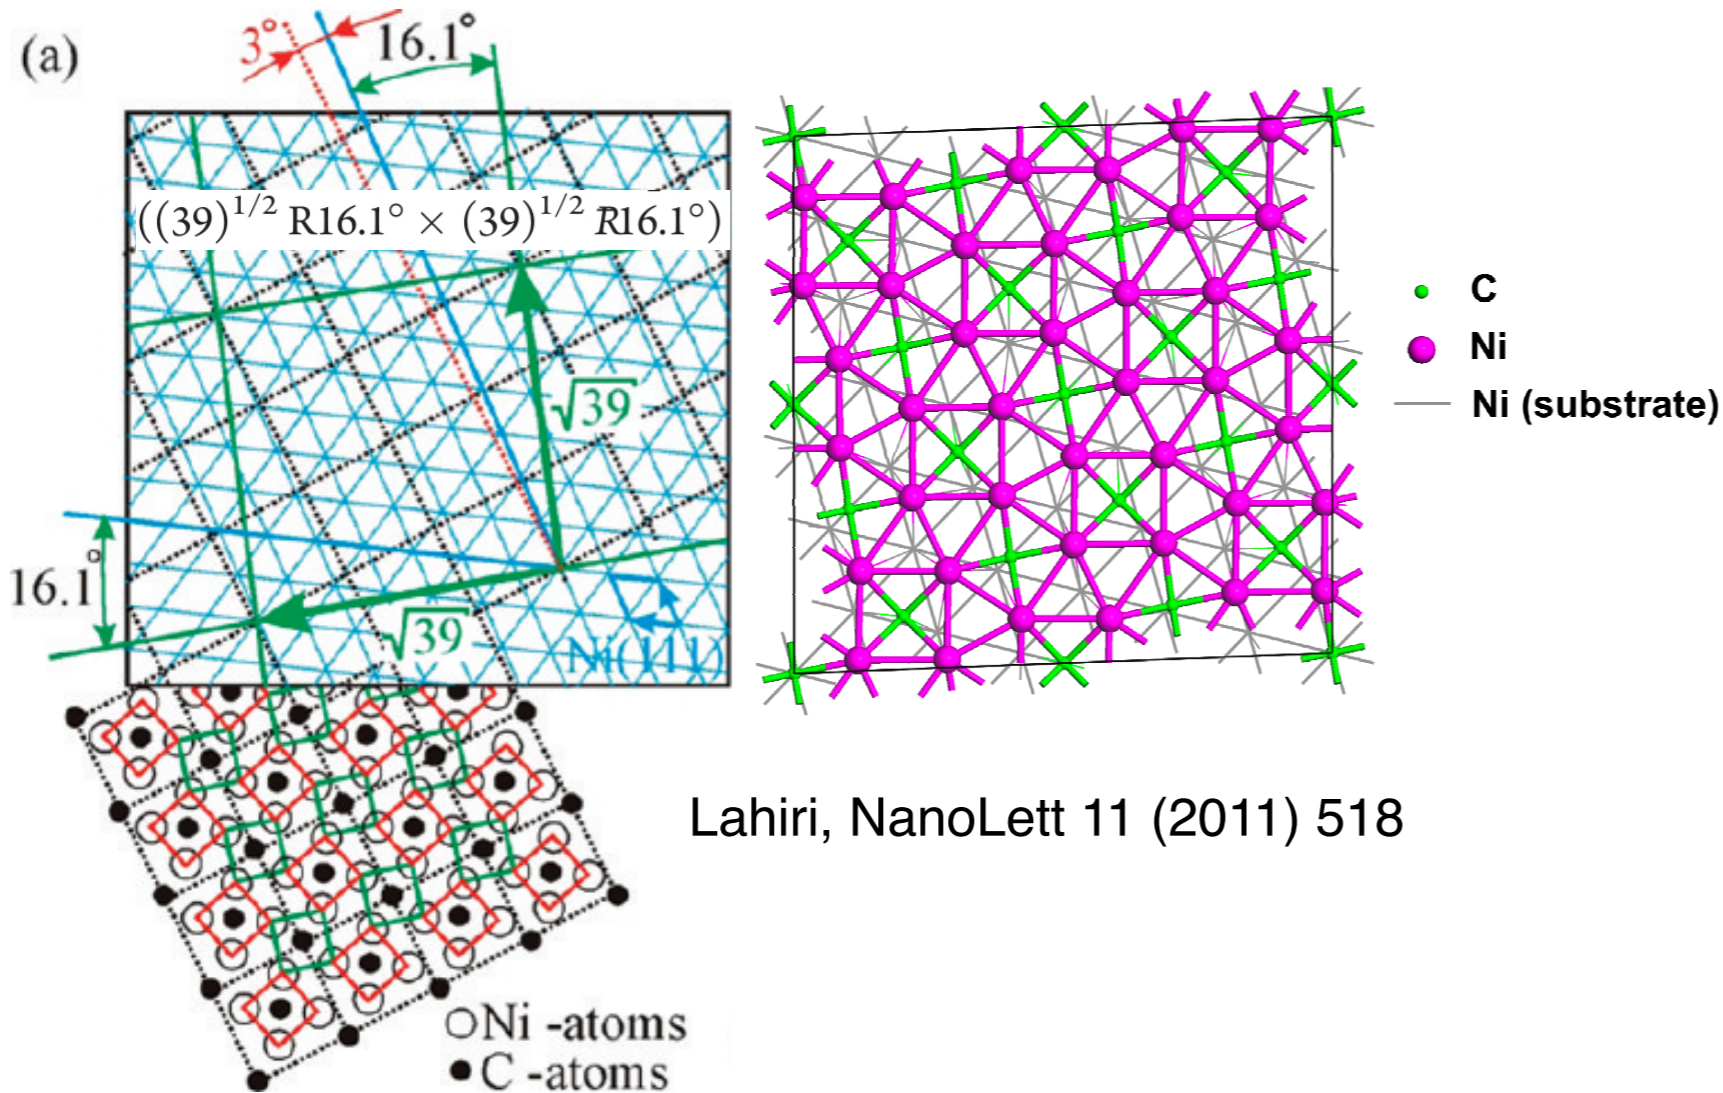 (a)
3°
16.1°
((39)^1/2 R16.1° × (39)^1/2 R16.1°)
√39
16.1°
√39
Ni(111)
C
Ni
Ni (substrate)
Lahiri, NanoLett 11 (2011) 518
Ni -atoms
C -atoms